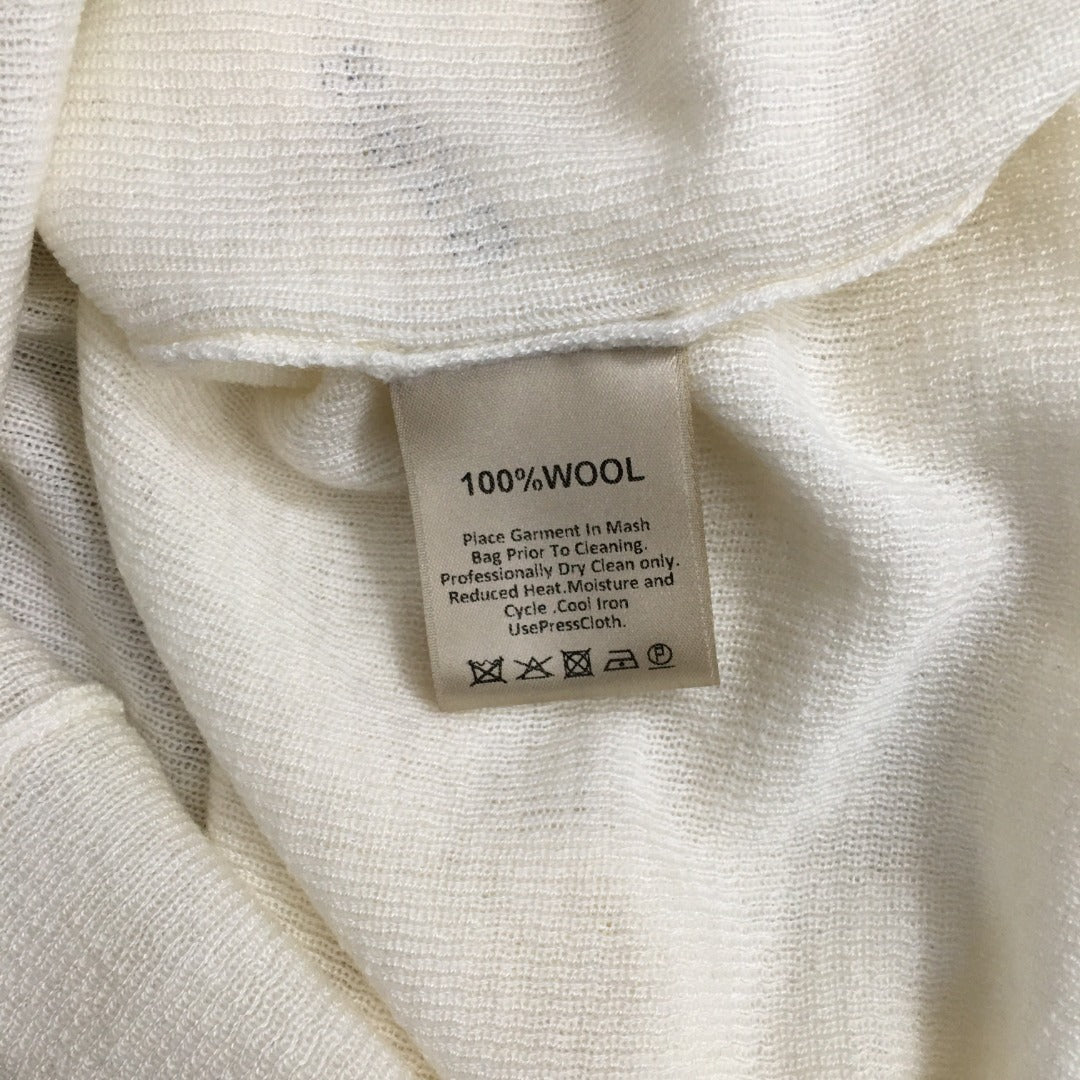 100%WOOL
Place Garment In Mash
Bag Prior To Cleaning.
Professionally Dry Clean only.
Reduced Heat.Moisture and
Cycle .Cool Iron
UsePressCloth.
P